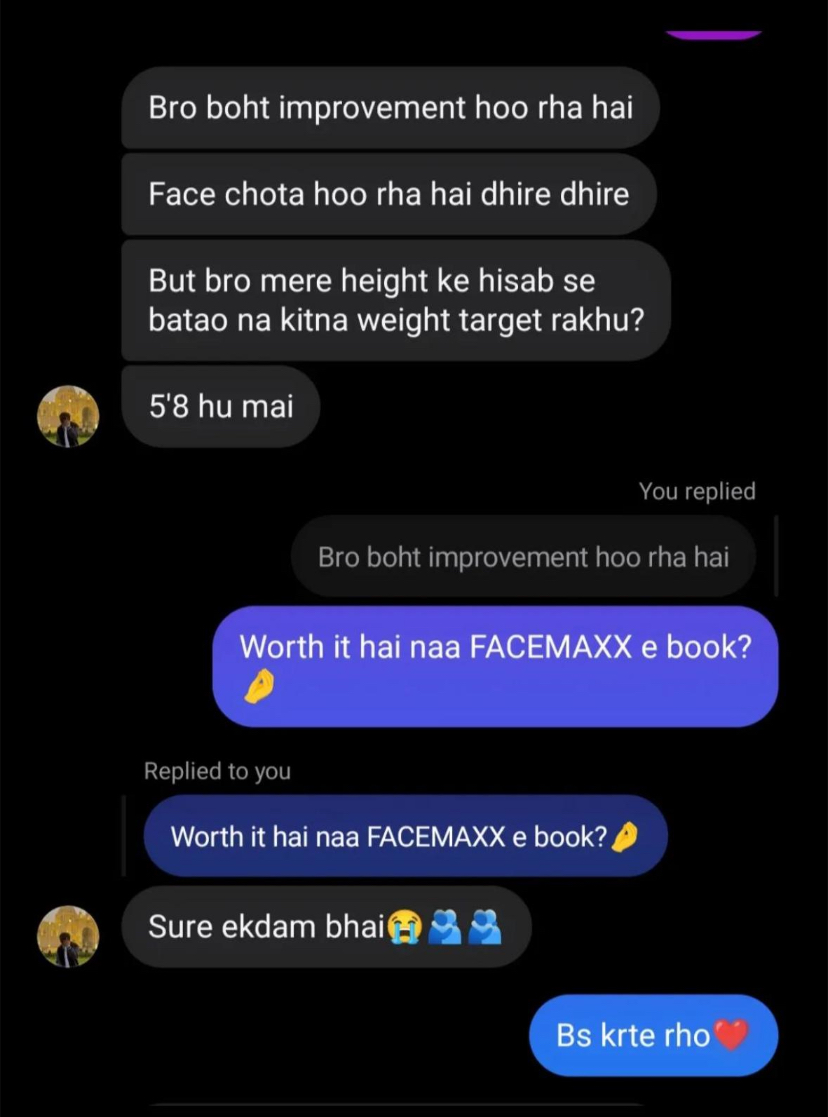 Bro boht improvement hoo rha hai
Face chota hoo rha hai dhire dhire
But bro mere height ke hisab se
batao na kitna weight target rakhu?
5'8 hu mai
You replied
Bro boht improvement hoo rha hai
Worth it hai naa FACEMAXX e book?
🤌
Replied to you
Worth it hai naa FACEMAXX e book?🤌
Sure ekdam bhai😭🫂🫂
Bs krte rho❤️